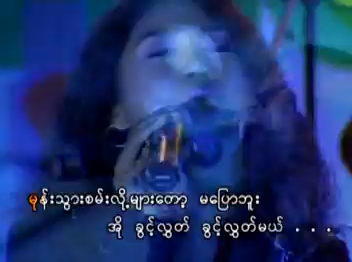 မုန်းသွားစမ်းလို့များတော့ မပြောဘူး
အို ခွင့်လွှတ် ခွင့်လွှတ်မယ် . . .